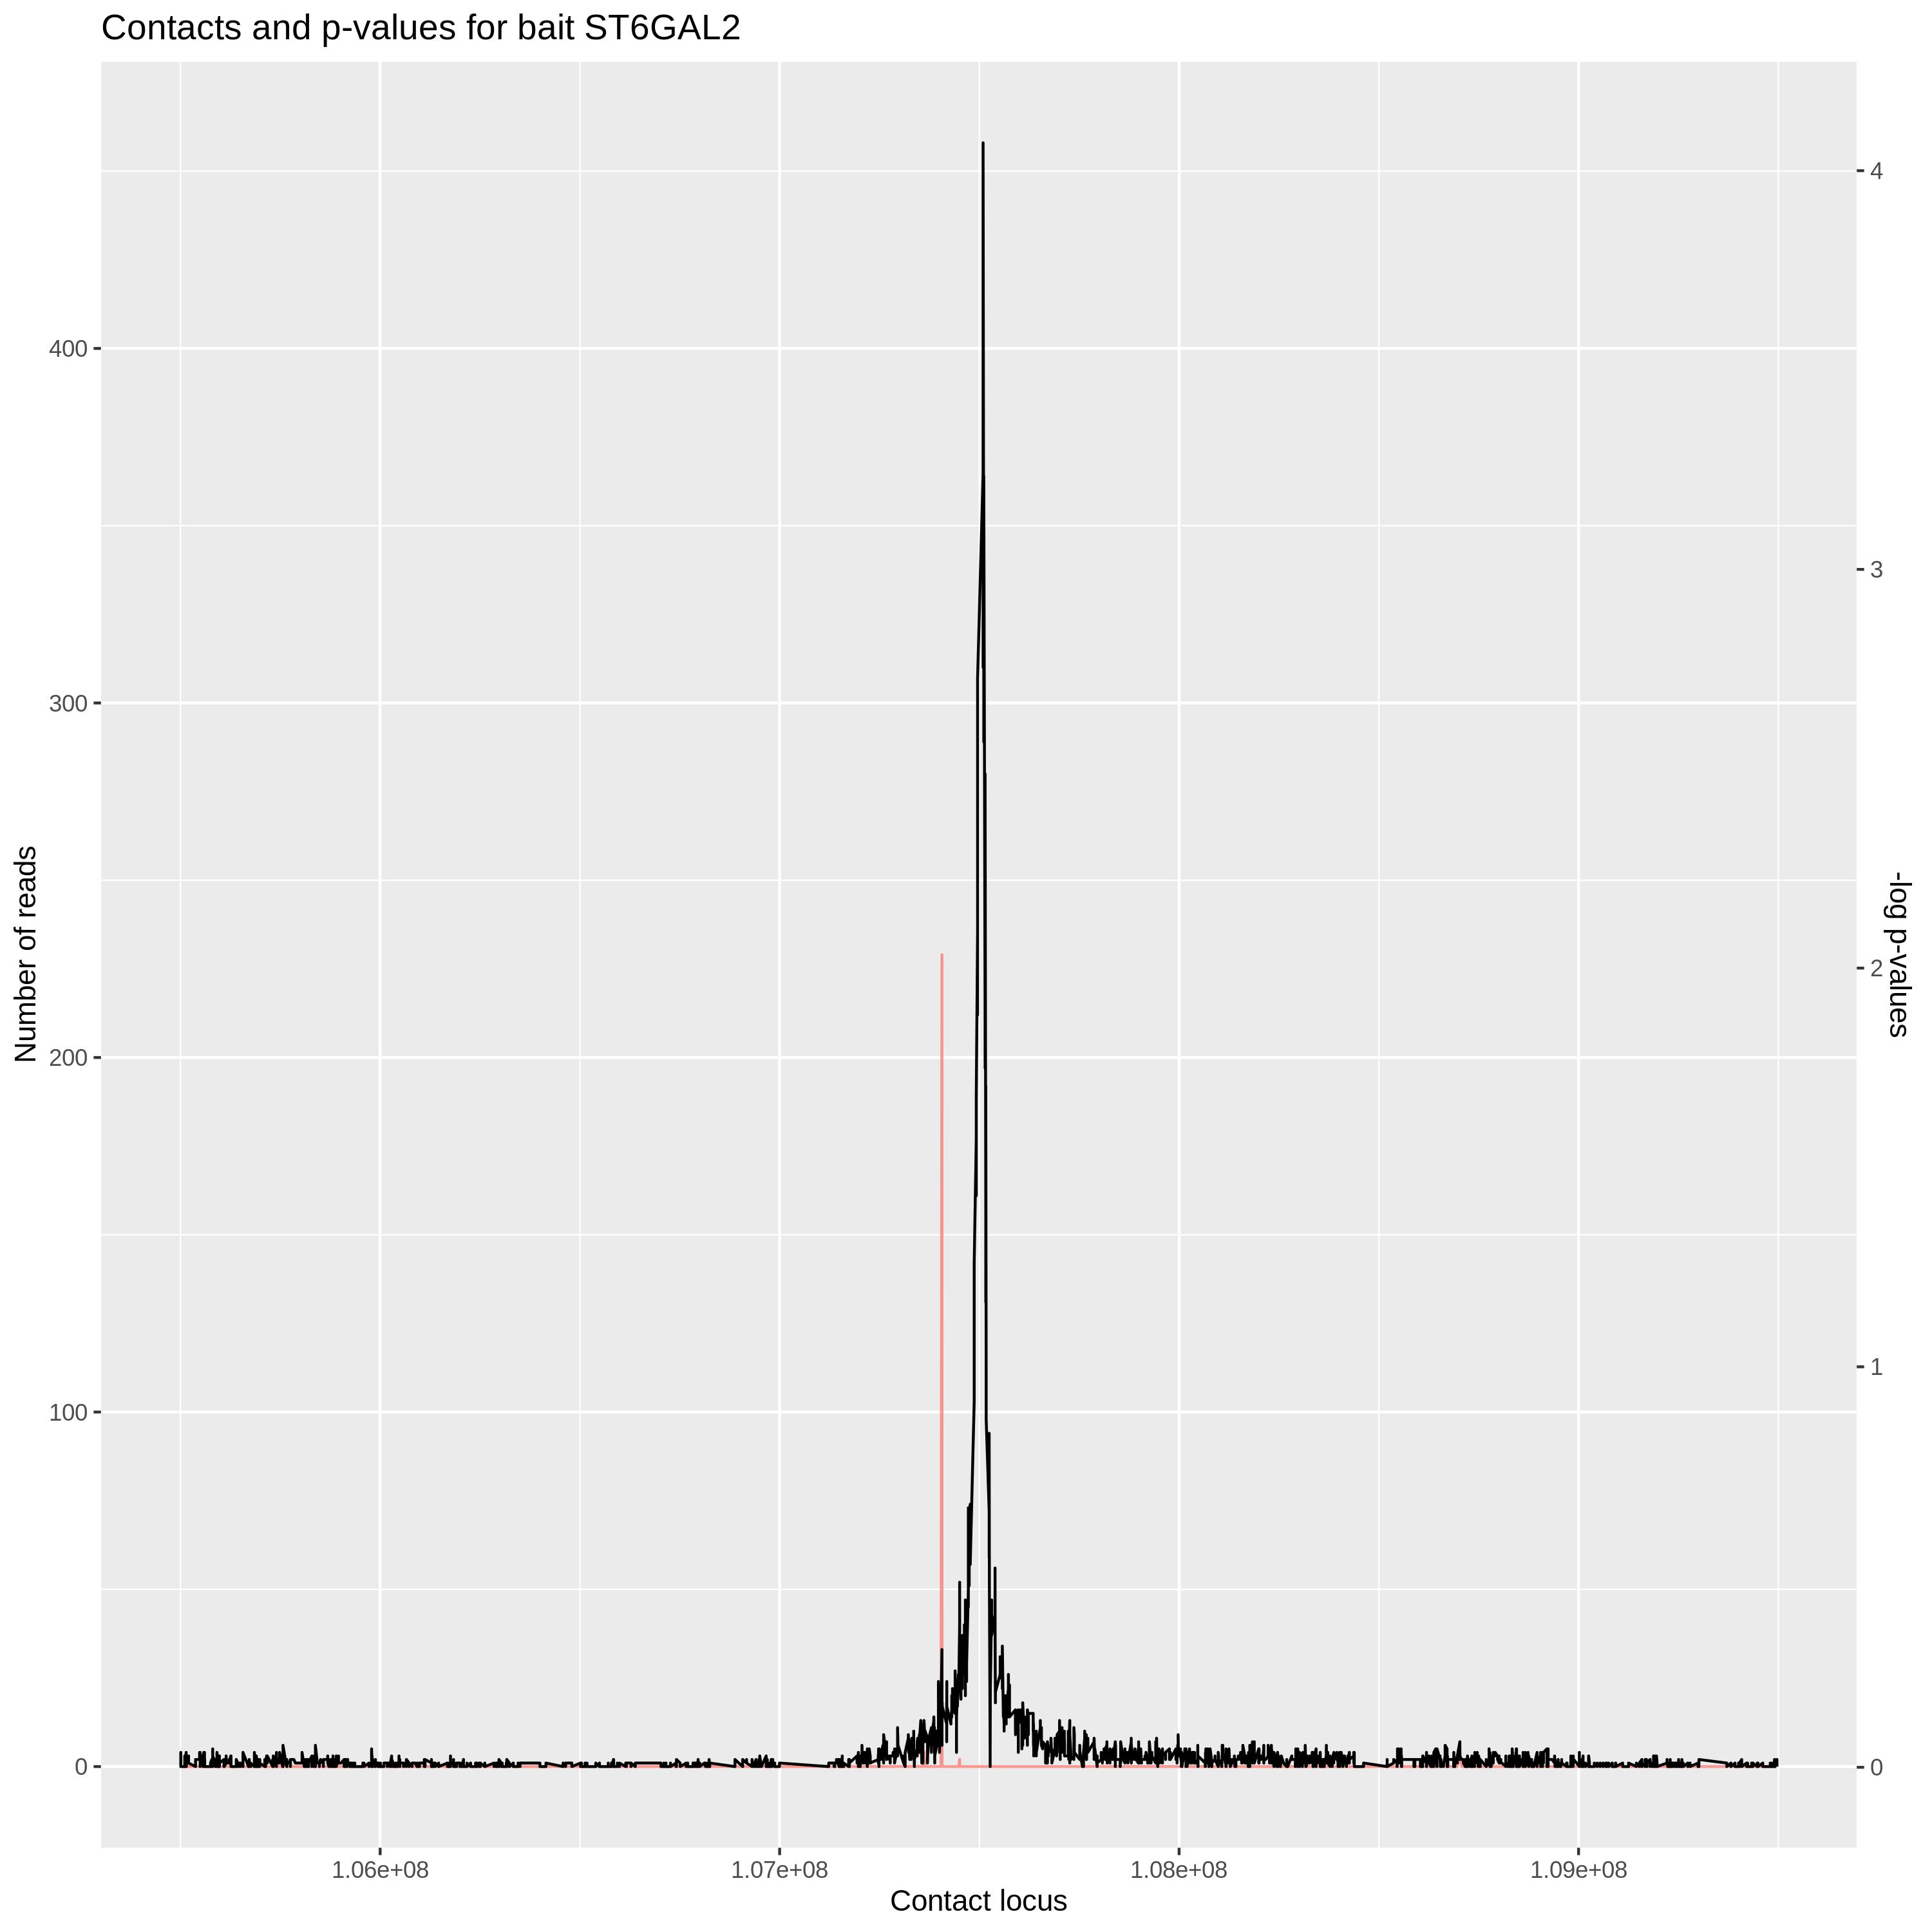 Contacts and p-values for bait ST6GAL2
Number of reads
400
300
200
100
0
4
3
2
1
0
-log p-values
1.06e+08 1.07e+08 1.08e+08 1.09e+08
Contact locus